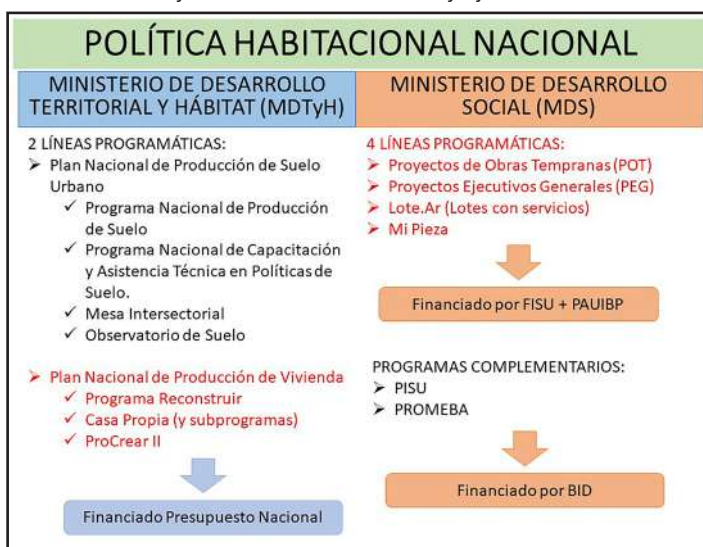 POLÍTICA HABITACIONAL NACIONAL
MINISTERIO DE DESARROLLO
TERRITORIAL Y HÁBITAT (MDTyH)
2 LÍNEAS PROGRAMÁTICAS:
➤ Plan Nacional de Producción de Suelo
Urbano
✓ Programa Nacional de Producción
de Suelo
✓ Programa Nacional de Capacitación
y Asistencia Técnica en Políticas de
Suelo.
✓ Mesa Intersectorial
✓ Observatorio de Suelo
➤ Plan Nacional de Producción de Vivienda
✓ Programa Reconstruir
✓ Casa Propia (y subprogramas)
✓ ProCrear II
Financiado Presupuesto Nacional
MINISTERIO DE DESARROLLO
SOCIAL (MDS)
4 LÍNEAS PROGRAMÁTICAS:
➤ Proyectos de Obras Tempranas (POT)
➤ Proyectos Ejecutivos Generales (PEG)
➤ Lote.Ar (Lotes con servicios)
➤ Mi Pieza
Financiado por FISU + PAUIBP
PROGRAMAS COMPLEMENTARIOS:
➤ PISU
➤ PROMEBA
Financiado por BID